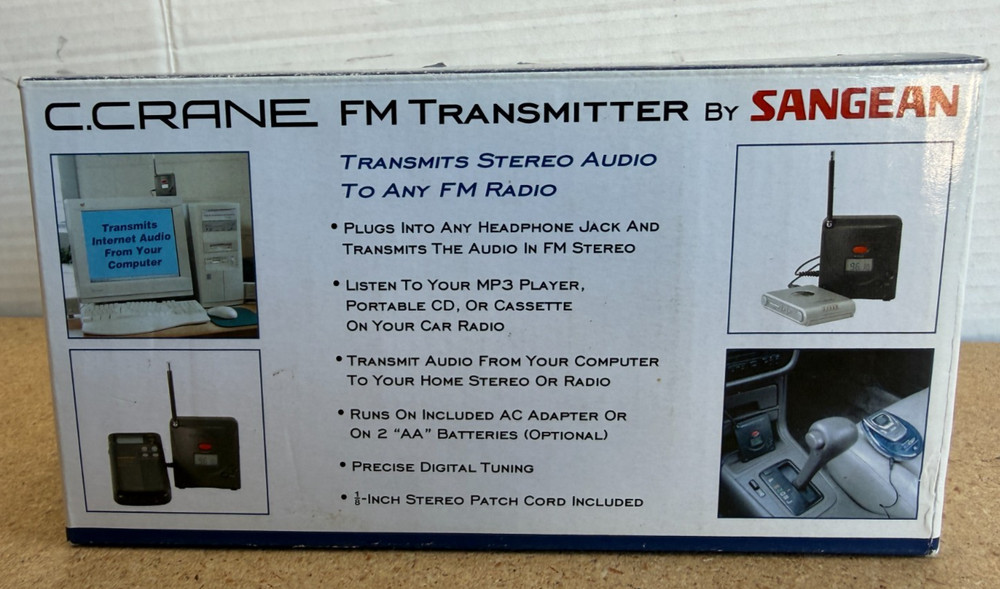 C.CRANE FM TRANSMITTER BY SANGEAN
TRANSMITS STEREO AUDIO
TO ANY FM RADIO
Transmits
Internet Audio
From Your
Computer
• PLUGS INTO ANY HEADPHONE JACK AND
TRANSMITS THE AUDIO IN FM STEREO
• LISTEN TO YOUR MP3 PLAYER,
PORTABLE CD, OR CASSETTE
ON YOUR CAR RADIO
• TRANSMIT AUDIO FROM YOUR COMPUTER
TO YOUR HOME STEREO OR RADIO
• RUNS ON INCLUDED AC ADAPTER OR
ON 2 “AA” BATTERIES (OPTIONAL)
• PRECISE DIGITAL TUNING
• ⅛-INCH STEREO PATCH CORD INCLUDED